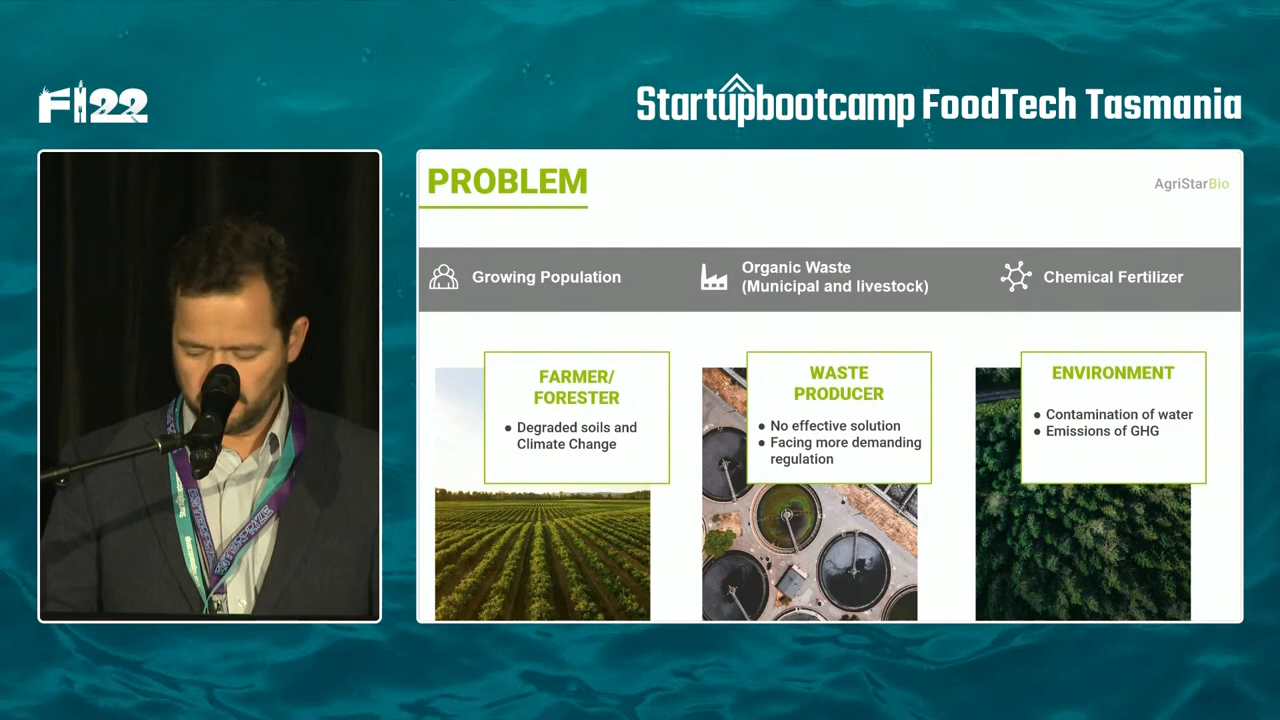 FI22
Startupbootcamp FoodTech Tasmania
PROBLEM
AgriStarBio
Growing Population
Organic Waste
(Municipal and livestock)
Chemical Fertilizer
FARMER/
FORESTER
● Degraded soils and
Climate Change
WASTE
PRODUCER
● No effective solution
● Facing more demanding
regulation
ENVIRONMENT
● Contamination of water
● Emissions of GHG